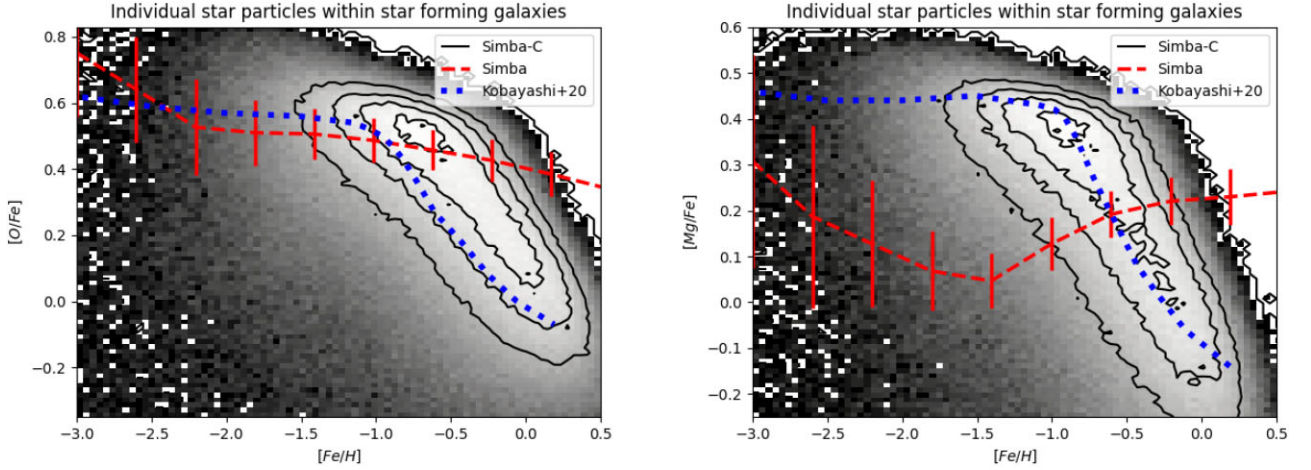 Individual star particles within star forming galaxies
0.8
0.6
0.4
0.2
0.0
−0.2
[O/Fe]
Simba-C
Simba
Kobayashi+20
−3.0 −2.5 −2.0 −1.5 −1.0 −0.5 0.0 0.5
[Fe/H]
Individual star particles within star forming galaxies
0.6
0.5
0.4
0.3
0.2
0.1
0.0
−0.1
−0.2
[Mg/Fe]
Simba-C
Simba
Kobayashi+20
−3.0 −2.5 −2.0 −1.5 −1.0 −0.5 0.0 0.5
[Fe/H]